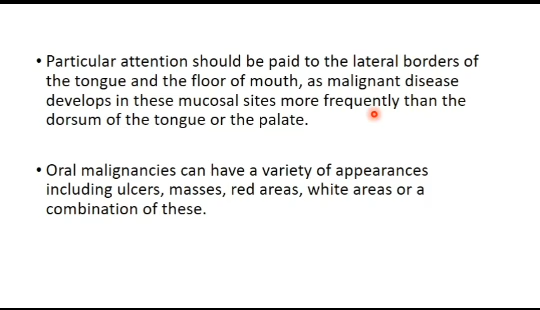 • Particular attention should be paid to the lateral borders of
the tongue and the floor of mouth, as malignant disease
develops in these mucosal sites more frequently than the
dorsum of the tongue or the palate.
• Oral malignancies can have a variety of appearances
including ulcers, masses, red areas, white areas or a
combination of these.